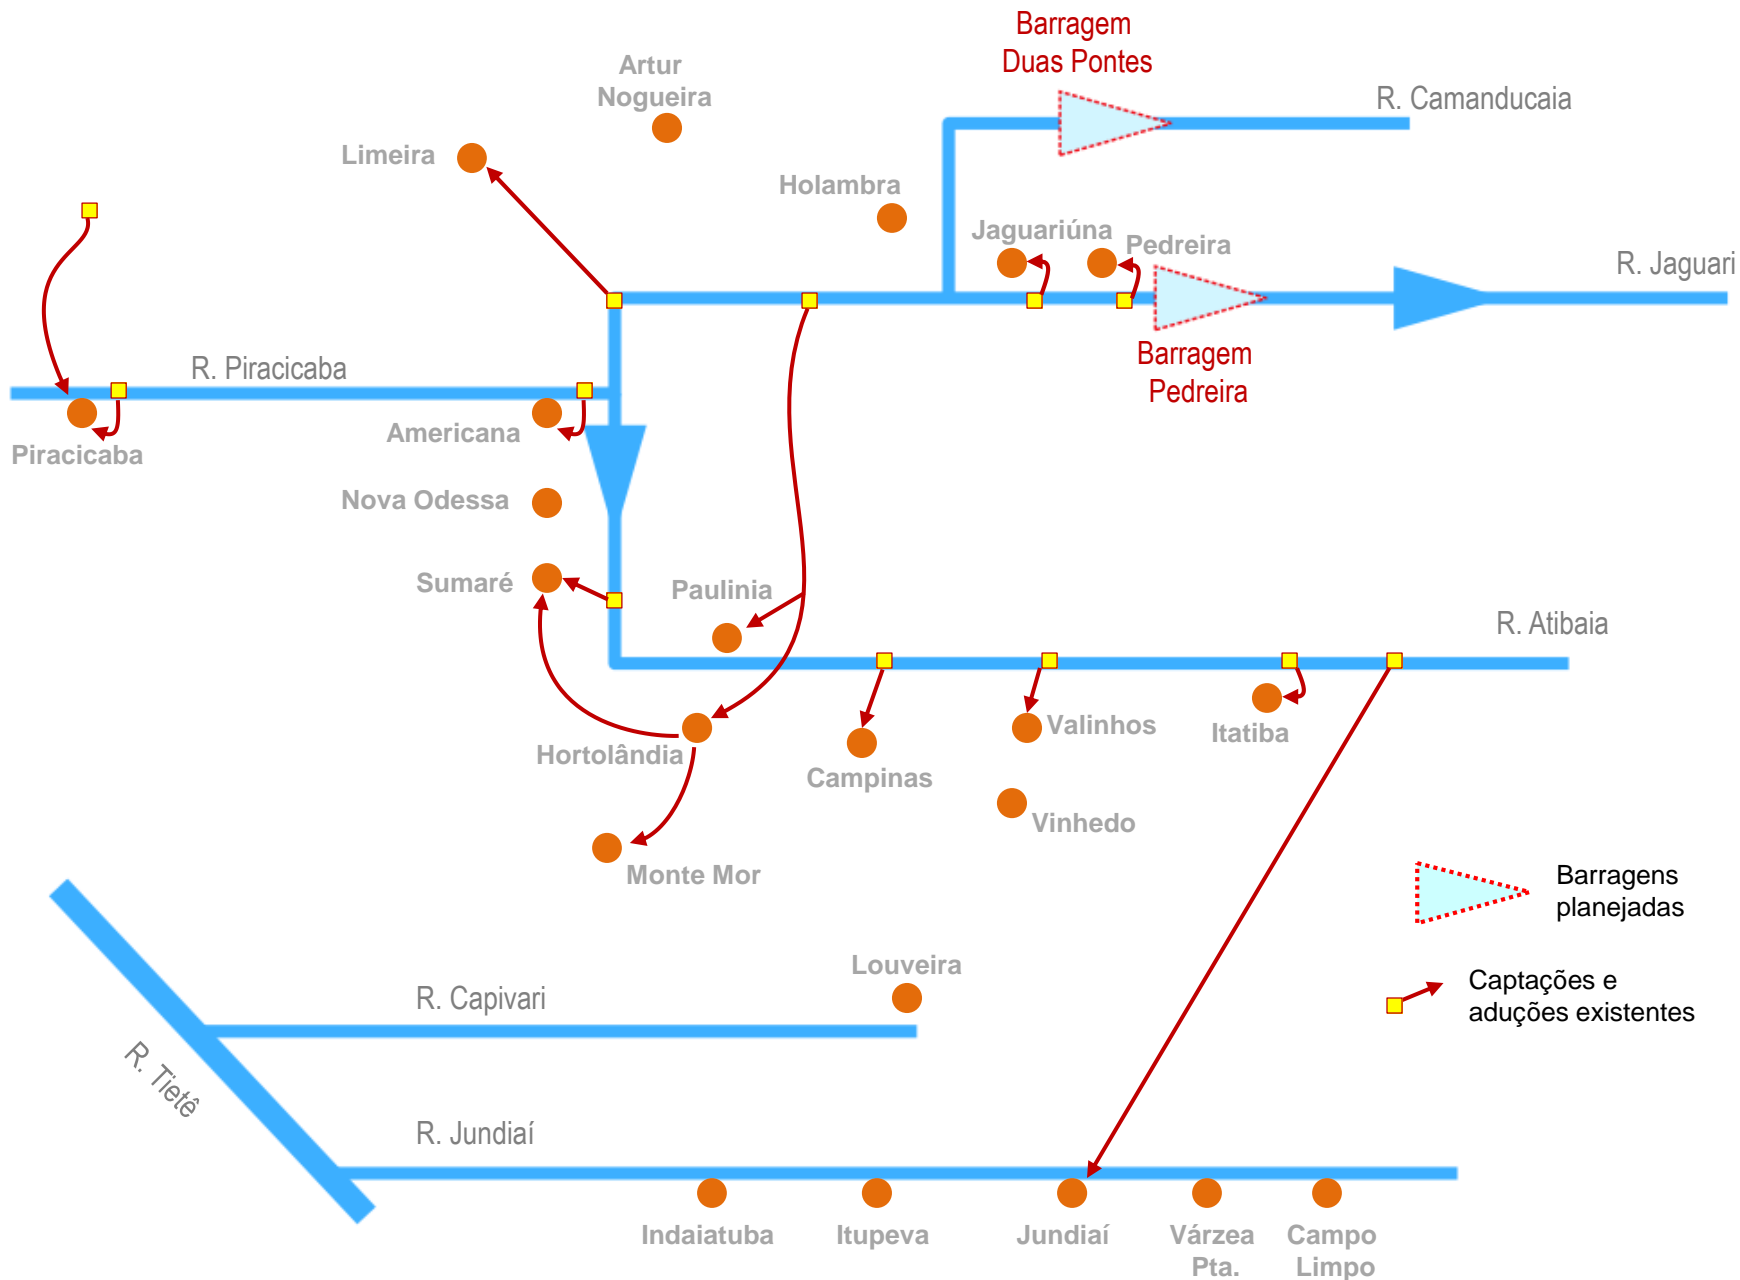 Barragem
Duas Pontes
Artur
Nogueira
R. Camanducaia
Limeira
Holambra
Jaguariúna
Pedreira
R. Jaguari
Barragem
Pedreira
R. Piracicaba
Americana
Piracicaba
Nova Odessa
Sumaré
Paulinia
R. Atibaia
Valinhos
Itatiba
Hortolândia
Campinas
Vinhedo
Monte Mor
Barragens
planejadas
Louveira
R. Capivari
Captações e
aduções existentes
R. Tietê
R. Jundiaí
Indaiatuba
Itupeva
Jundiaí
Várzea
Pta.
Campo
Limpo